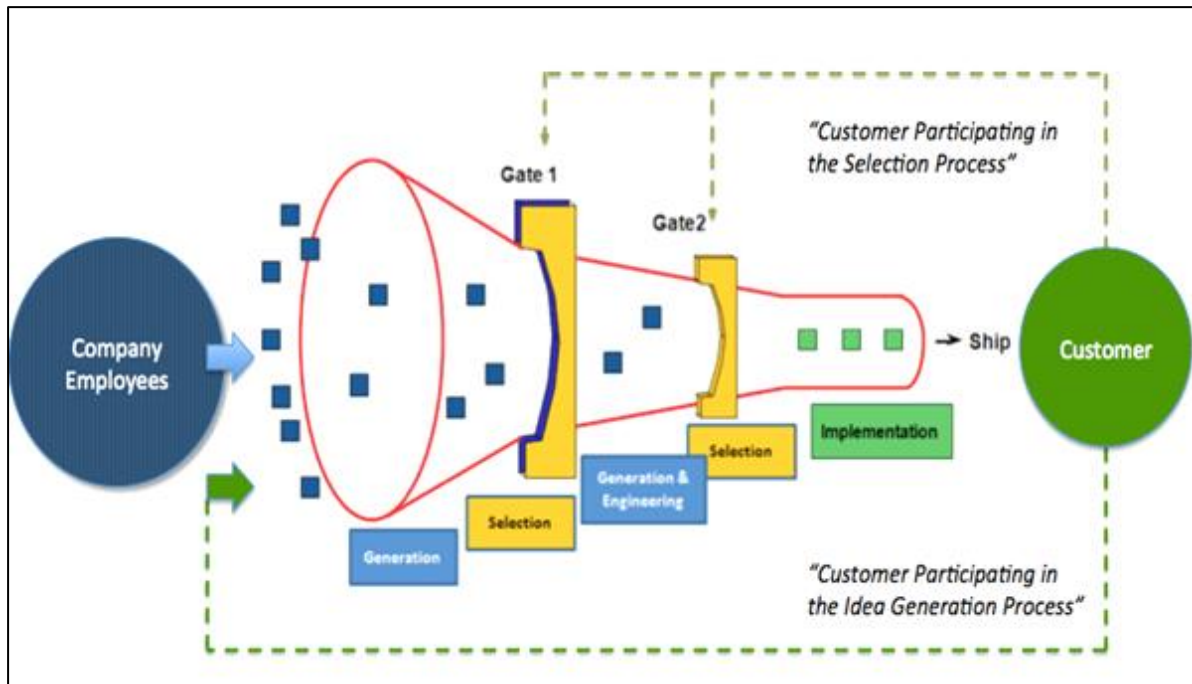 "Customer Participating in
the Selection Process"
Gate 1
Gate2
Company
Employees
Ship
Customer
Implementation
Selection
Generation &
Engineering
Selection
Generation
"Customer Participating in
the Idea Generation Process"